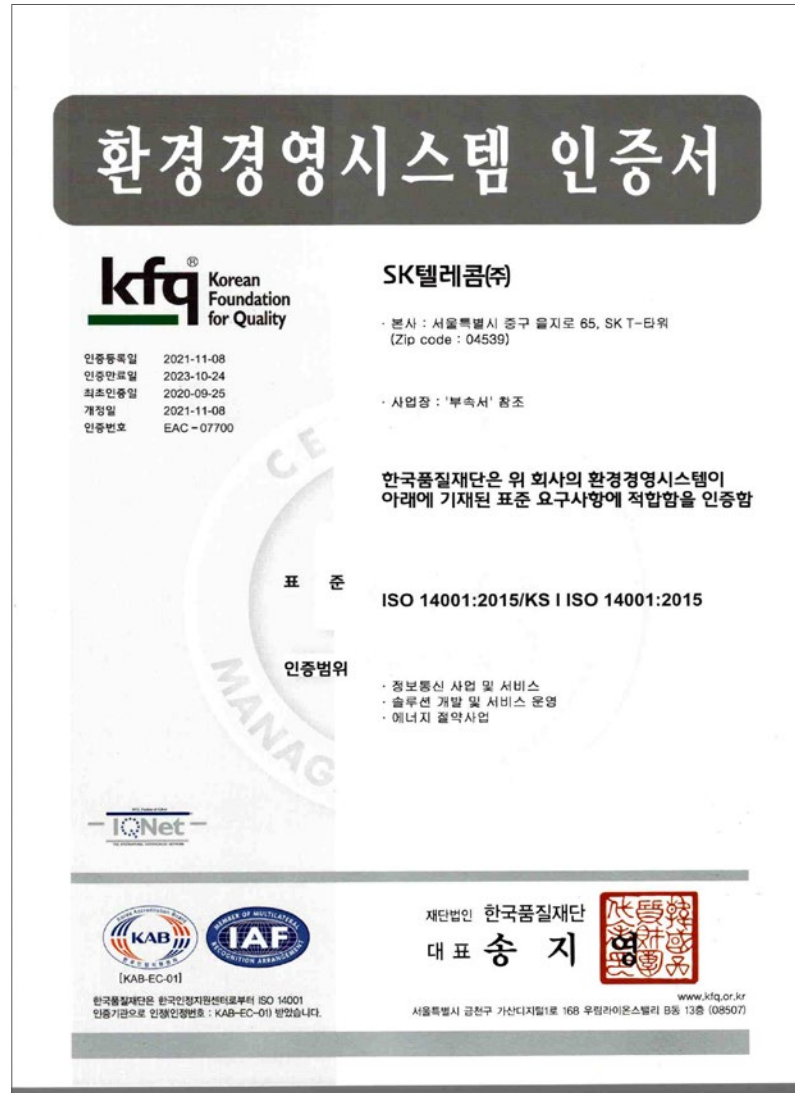 환경경영시스템 인증서
kfq®
Korean
Foundation
for Quality
인증등록일 2021-11-08
인증만료일 2023-10-24
최초인증일 2020-09-25
개정일 2021-11-08
인증번호 EAC-07700
SK텔레콤(주)
· 본사 : 서울특별시 중구 을지로 65, SK T-타워
(Zip code : 04539)
· 사업장 : '부속서' 참조
한국품질재단은 위 회사의 환경경영시스템이
아래에 기재된 표준 요구사항에 적합함을 인증함
표 준
ISO 14001:2015/KS I ISO 14001:2015
인증범위
· 정보통신 사업 및 서비스
· 솔루션 개발 및 서비스 운영
· 에너지 절약사업
MANAG
IQNet
KAB
[KAB-EC-01]
MEMBER OF MULTILATERAL
IAF
RECOGNITION ARRANGEMENT
한국품질재단은 한국인정지원센터로부터 ISO 14001
인증기관으로 인정(인정번호 : KAB-EC-01) 받았습니다.
재단법인 한국품질재단
대표 송지영
www.kfq.or.kr
서울특별시 금천구 가산디지털1로 168 우림라이온스밸리 B동 13층 (08507)